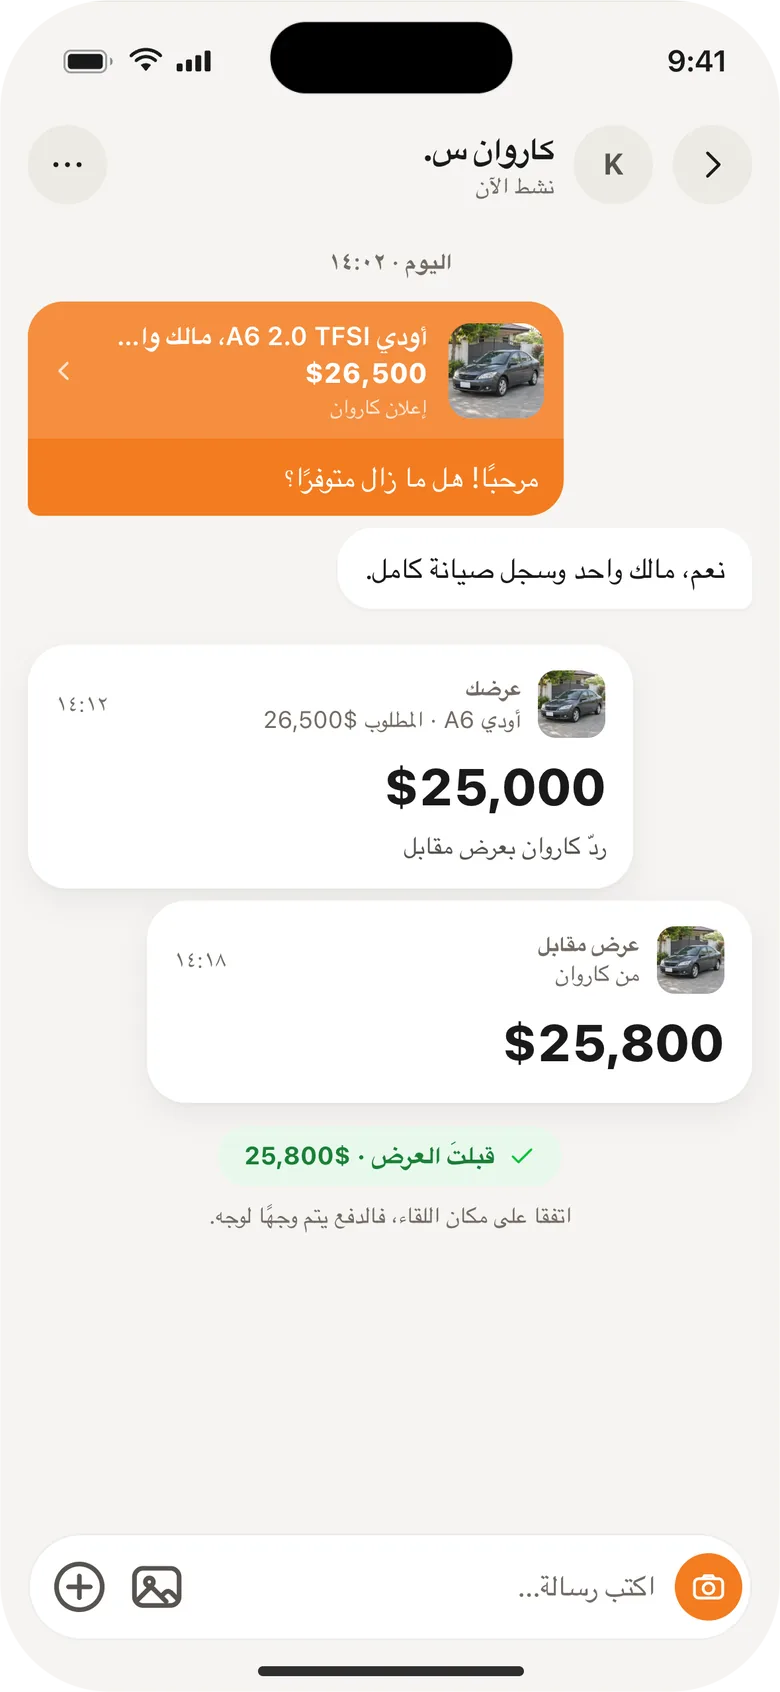 9:41
K
كاروان س.
نشط الآن
اليوم · ١٤:٠٢
أودي A6 2.0 TFSI، مالك وا...
$26,500
إعلان كاروان
مرحبًا! هل ما زال متوفرًا؟
نعم، مالك واحد وسجل صيانة كامل.
عرضك
١٤:١٢
أودي A6 · المطلوب $26,500
$25,000
ردّ كاروان بعرض مقابل
عرض مقابل
١٤:١٨
من كاروان
$25,800
قبلتَ العرض · $25,800
اتفقا على مكان اللقاء، فالدفع يتم وجهًا لوجه.
اكتب رسالة...